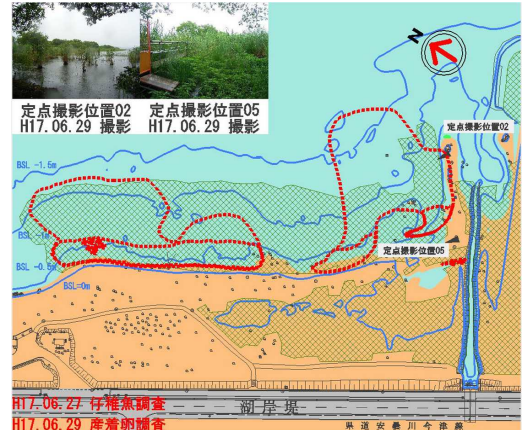 定点撮影位置02
H17.06.29 撮影
定点撮影位置05
H17.06.29 撮影
N
定点撮影位置02
BSL -1.5m
定点撮影位置05
BSL -0.5m
BSL=0m
H17.06.27 仔稚魚調査
H17.06.29 産着卵調査
湖岸堤
県道安曇川今津線